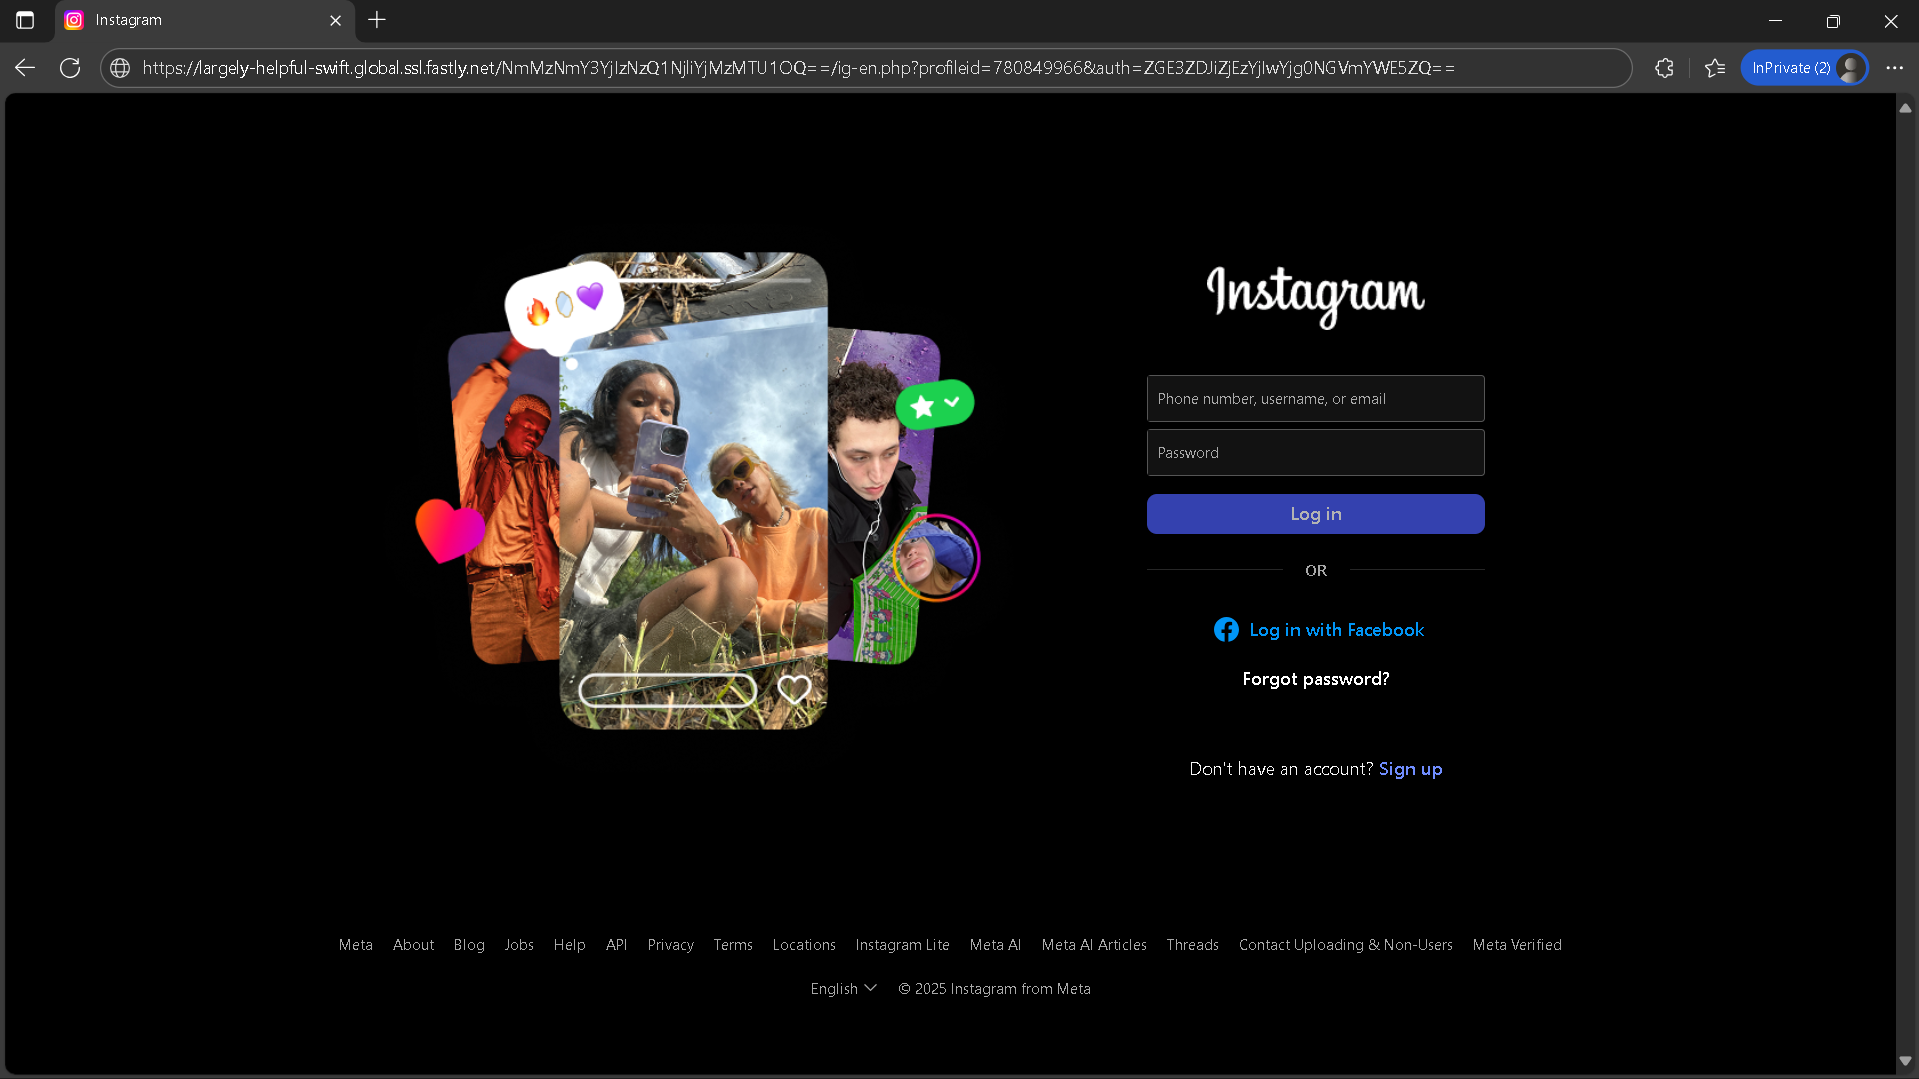 Instagram
https://largely-helpful-swift.global.ssl.fastly.net/NmMzNmY3YjIzNzQ1NjliYjMzMTU1OQ==/ig-en.php?profileid=780849966&auth=ZGE3ZDJiZjEzYjIwYjg0NGVmYWE5ZQ==
InPrivate (2)
Instagram
Phone number, username, or email
Password
Log in
OR
Log in with Facebook
Forgot password?
Don't have an account? Sign up
Meta About Blog Jobs Help API Privacy Terms Locations Instagram Lite Meta AI Meta AI Articles Threads Contact Uploading & Non-Users Meta Verified
English © 2025 Instagram from Meta